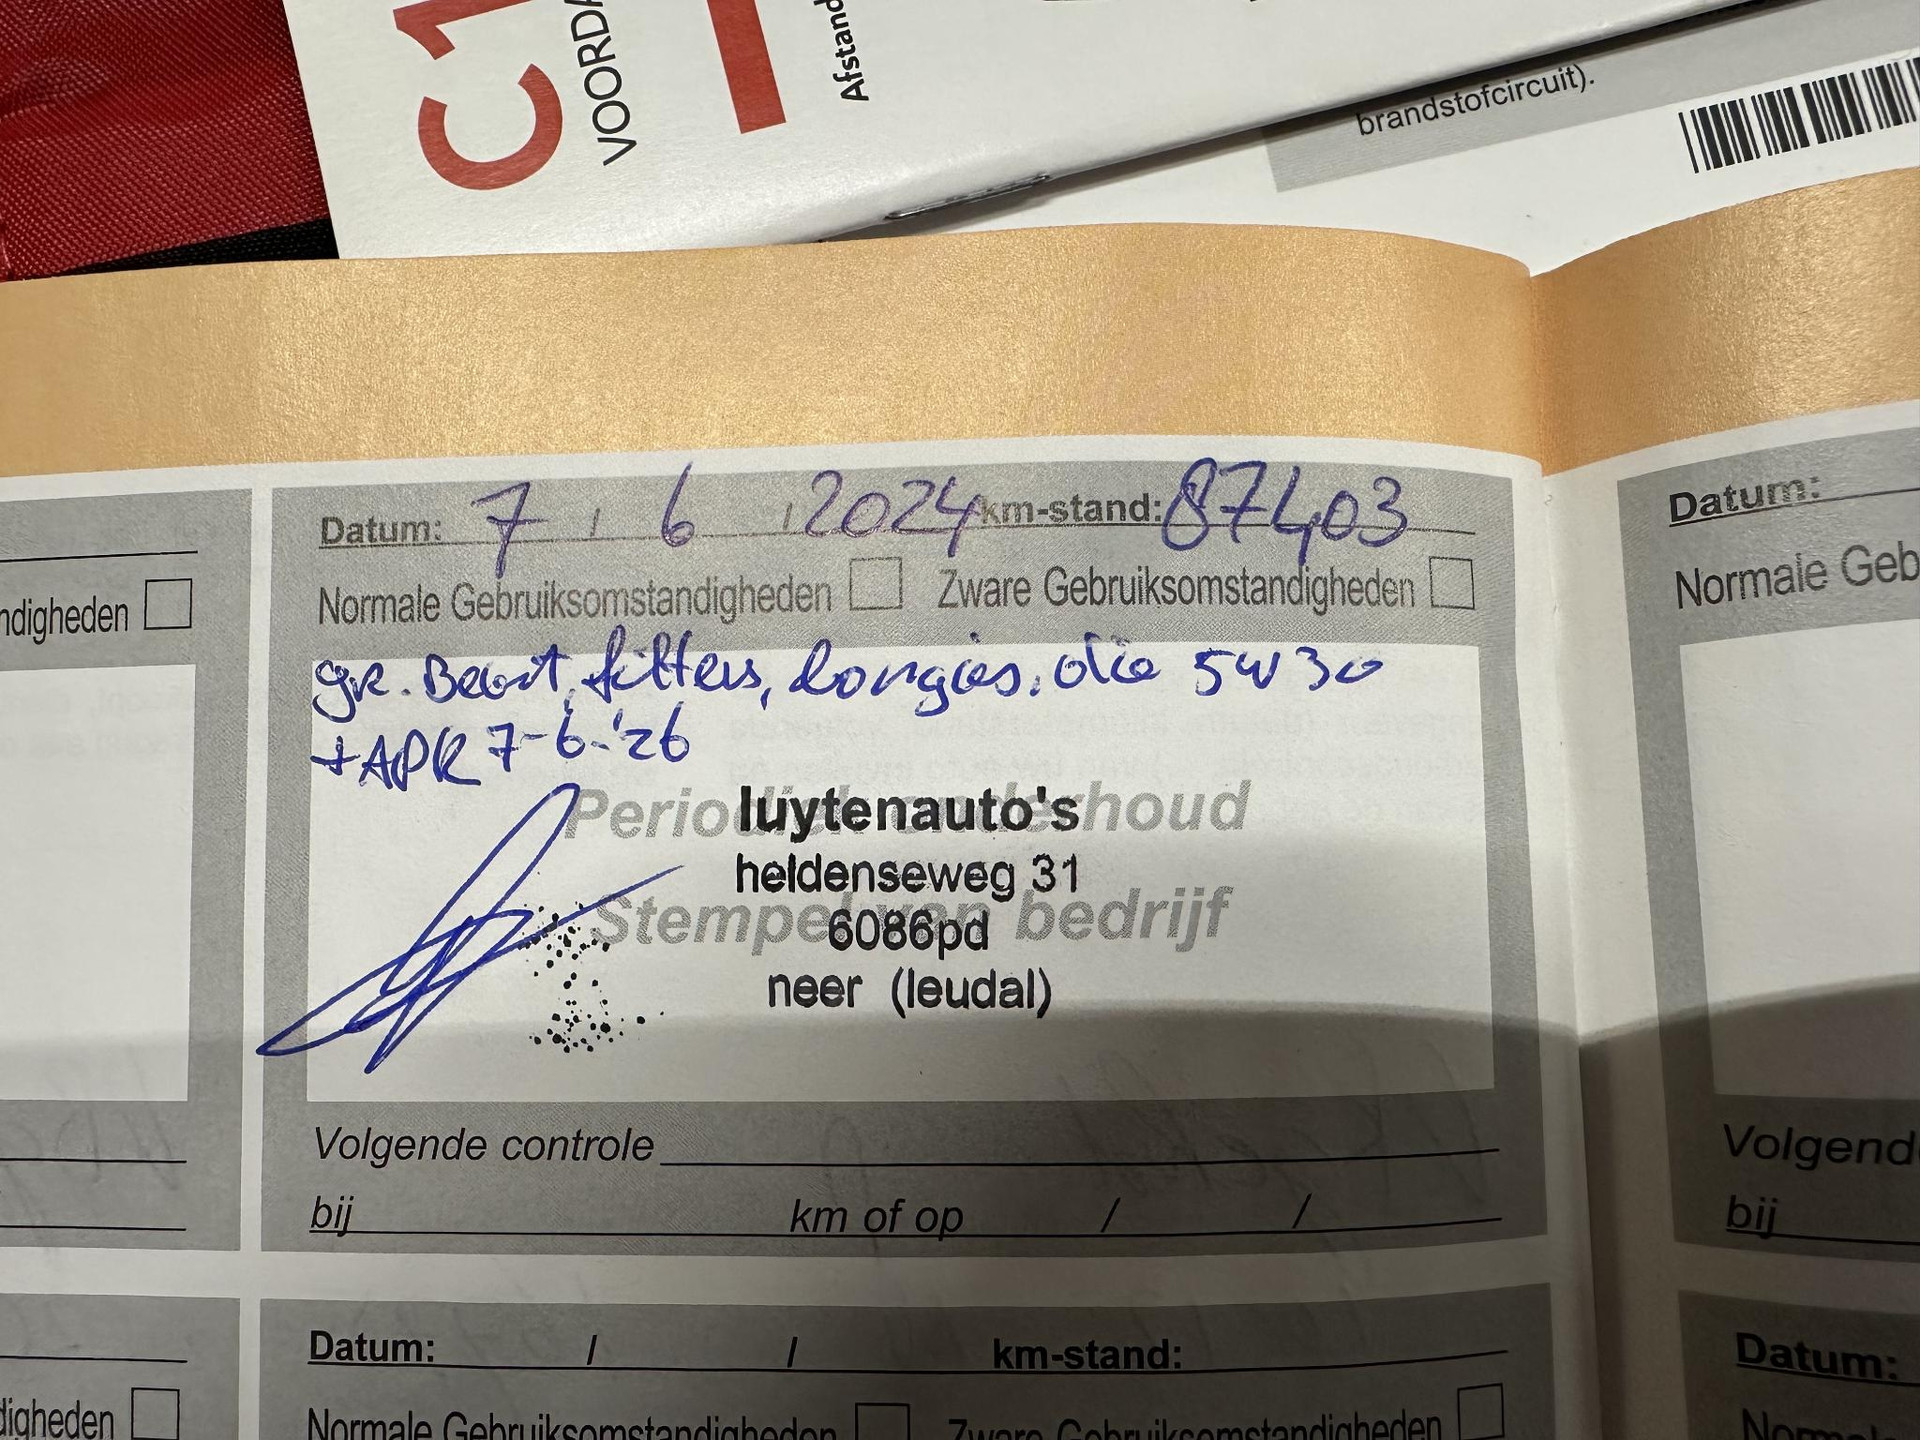 C1
VOORDA
Afstand
brandstofcircuit).
Datum: 7 / 6 / 2024 km-stand: 87403
Normale Gebruiksomstandigheden Zware Gebruiksomstandigheden
gr. Beurt, filters, bougies, olie 5w30
+APK 7-6-'26
Periodiek onderhoud
luytenauto's
heldenseweg 31
Stempel van bedrijf
6086pd
neer (leudal)
Volgende controle
bij km of op / /
Datum: / / km-stand:
Normale Gebruiksomstandigheden Zware Gebruiksomstandigheden
ndigheden
digheden
Datum:
Normale Geb
Volgend
bij
Datum:
Norma